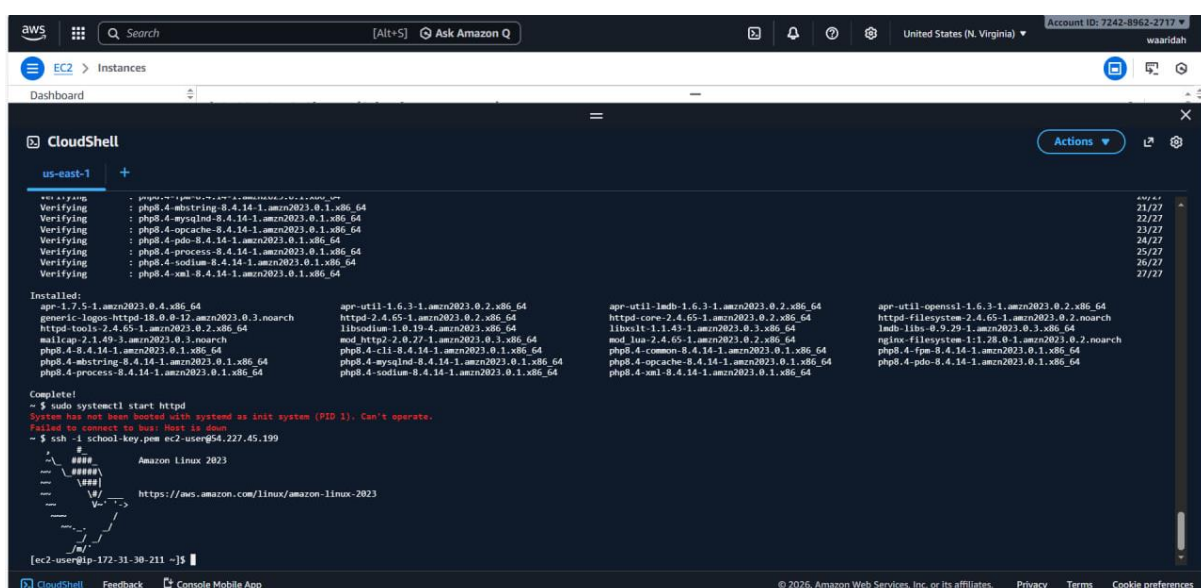 aws Search [Alt+S] Ask Amazon Q United States (N. Virginia) Account ID: 7242-8962-2717
waaridah
EC2 > Instances
Dashboard
CloudShell Actions
us-east-1 +
Verifying : php8.4-mbstring-8.4.14-1.amzn2023.0.1.x86_64 21/27
Verifying : php8.4-mysqlnd-8.4.14-1.amzn2023.0.1.x86_64 22/27
Verifying : php8.4-opcache-8.4.14-1.amzn2023.0.1.x86_64 23/27
Verifying : php8.4-pdo-8.4.14-1.amzn2023.0.1.x86_64 24/27
Verifying : php8.4-process-8.4.14-1.amzn2023.0.1.x86_64 25/27
Verifying : php8.4-sodium-8.4.14-1.amzn2023.0.1.x86_64 26/27
Verifying : php8.4-xml-8.4.14-1.amzn2023.0.1.x86_64 27/27
Installed:
apr-1.7.5-1.amzn2023.0.4.x86_64 apr-util-1.6.3-1.amzn2023.0.2.x86_64 apr-util-lmdb-1.6.3-1.amzn2023.0.2.x86_64 apr-util-openssl-1.6.3-1.amzn2023.0.2.x86_64
generic-logos-httpd-18.0.0-12.amzn2023.0.3.noarch httpd-2.4.65-1.amzn2023.0.2.x86_64 httpd-core-2.4.65-1.amzn2023.0.2.x86_64 httpd-filesystem-2.4.65-1.amzn2023.0.2.noarch
httpd-tools-2.4.65-1.amzn2023.0.2.x86_64 libsodium-1.0.19-4.amzn2023.x86_64 libxslt-1.1.43-1.amzn2023.0.3.x86_64 lmdb-libs-0.9.29-1.amzn2023.0.3.x86_64
mailcap-2.1.49-3.amzn2023.0.3.noarch mod_http2-2.0.27-1.amzn2023.0.3.x86_64 mod_lua-2.4.65-1.amzn2023.0.2.x86_64 nginx-filesystem-1:1.28.0-1.amzn2023.0.2.noarch
php8.4-8.4.14-1.amzn2023.0.1.x86_64 php8.4-cli-8.4.14-1.amzn2023.0.1.x86_64 php8.4-common-8.4.14-1.amzn2023.0.1.x86_64 php8.4-fpm-8.4.14-1.amzn2023.0.1.x86_64
php8.4-mbstring-8.4.14-1.amzn2023.0.1.x86_64 php8.4-mysqlnd-8.4.14-1.amzn2023.0.1.x86_64 php8.4-opcache-8.4.14-1.amzn2023.0.1.x86_64 php8.4-pdo-8.4.14-1.amzn2023.0.1.x86_64
php8.4-process-8.4.14-1.amzn2023.0.1.x86_64 php8.4-sodium-8.4.14-1.amzn2023.0.1.x86_64 php8.4-xml-8.4.14-1.amzn2023.0.1.x86_64
Complete!
~ $ sudo systemctl start httpd
System has not been booted with systemd as init system (PID 1). Can't operate.
Failed to connect to bus: Host is down
~ $ ssh -i school-key.pem ec2-user@54.227.45.199
Amazon Linux 2023
https://aws.amazon.com/linux/amazon-linux-2023
[ec2-user@ip-172-31-30-211 ~]$
CloudShell Feedback Console Mobile App © 2026, Amazon Web Services, Inc. or its affiliates. Privacy Terms Cookie preferences